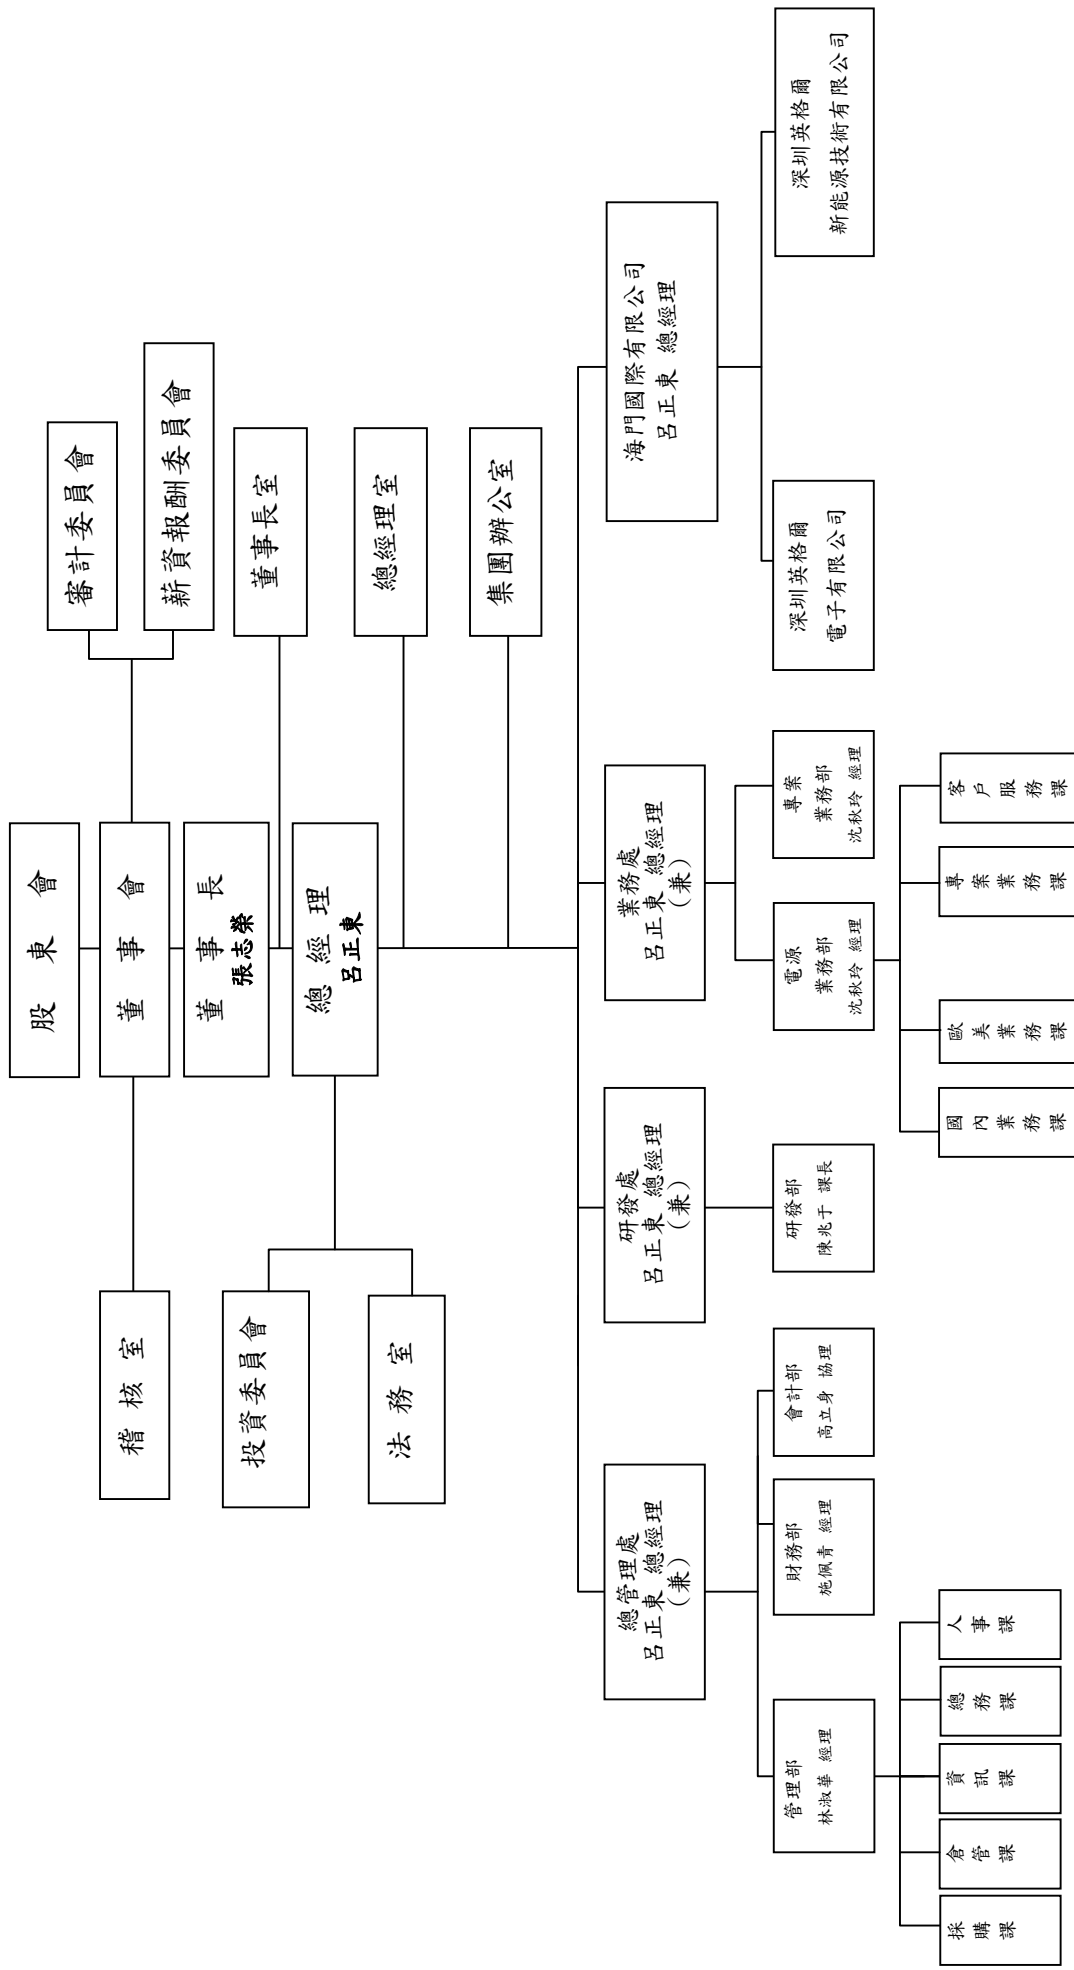 股東會
董事會
審計委員會
薪資報酬委員會
稽核室
董事長
張志榮
董事長室
總經理
呂正東
總經理室
集團辦公室
投資委員會
法務室
總管理處
呂正東 總經理
(兼)
研發處
呂正東 總經理
(兼)
業務處
呂正東 總經理
(兼)
海門國際有限公司
呂正東 總經理
管理部
林淑華 經理
財務部
施佩青 經理
會計部
高立身 協理
研發部
陳兆于 課長
電源
業務部
沈秋玲 經理
專案
業務部
沈秋玲 經理
深圳英格爾
電子有限公司
深圳英格爾
新能源技術有限公司
採購課
倉管課
資訊課
總務課
人事課
國內業務課
歐美業務課
專案業務課
客戶服務課